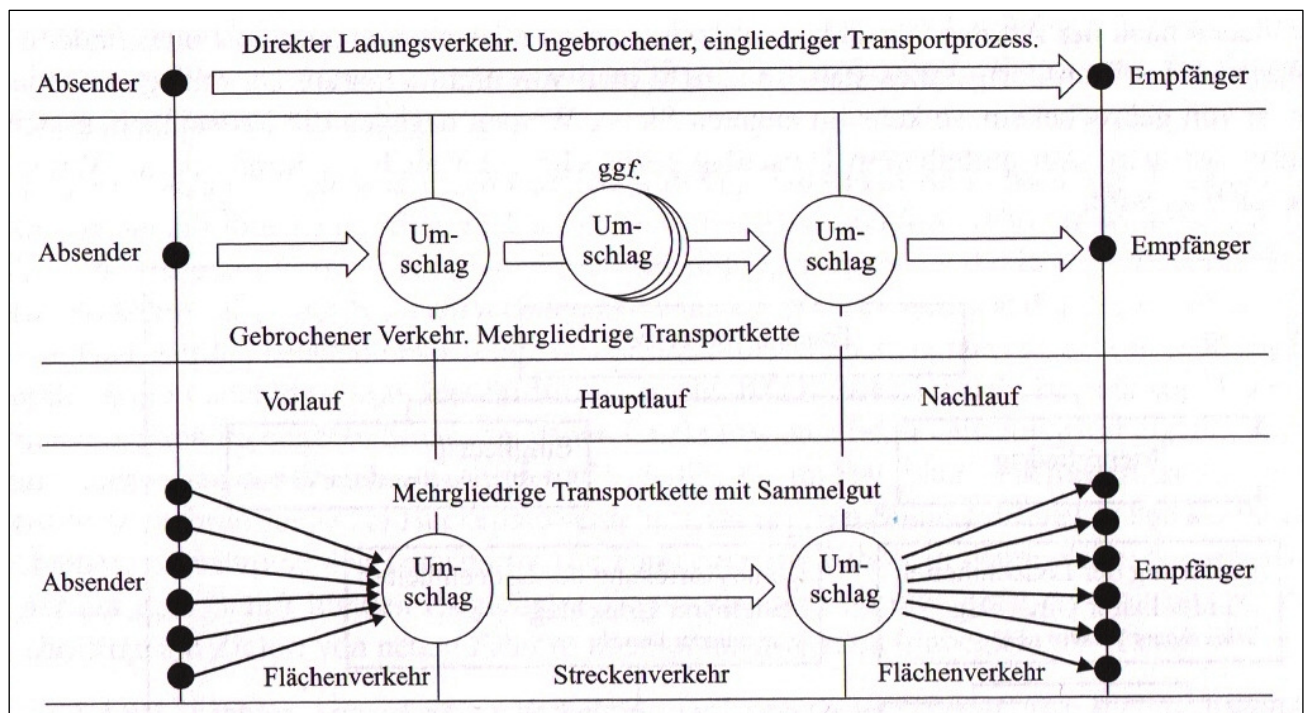 Direkter Ladungsverkehr. Ungebrochener, eingliedriger Transportprozess.
Absender
Empfänger
ggf.
Absender
Um-
schlag
Um-
schlag
Um-
schlag
Empfänger
Gebrochener Verkehr. Mehrgliedrige Transportkette
Vorlauf
Hauptlauf
Nachlauf
Mehrgliedrige Transportkette mit Sammelgut
Absender
Um-
schlag
Um-
schlag
Empfänger
Flächenverkehr
Streckenverkehr
Flächenverkehr